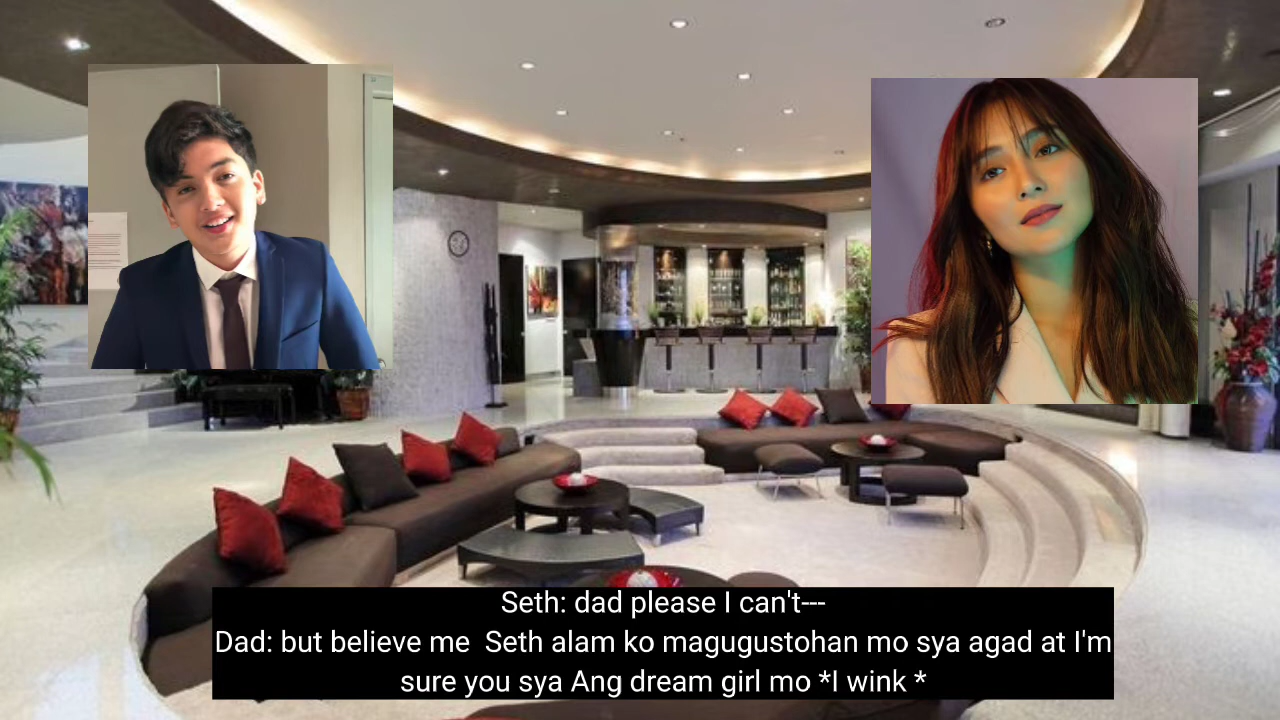 Seth: dad please I can't---
Dad: but believe me  Seth alam ko magugustohan mo sya agad at I'm
sure you sya Ang dream girl mo *I wink *